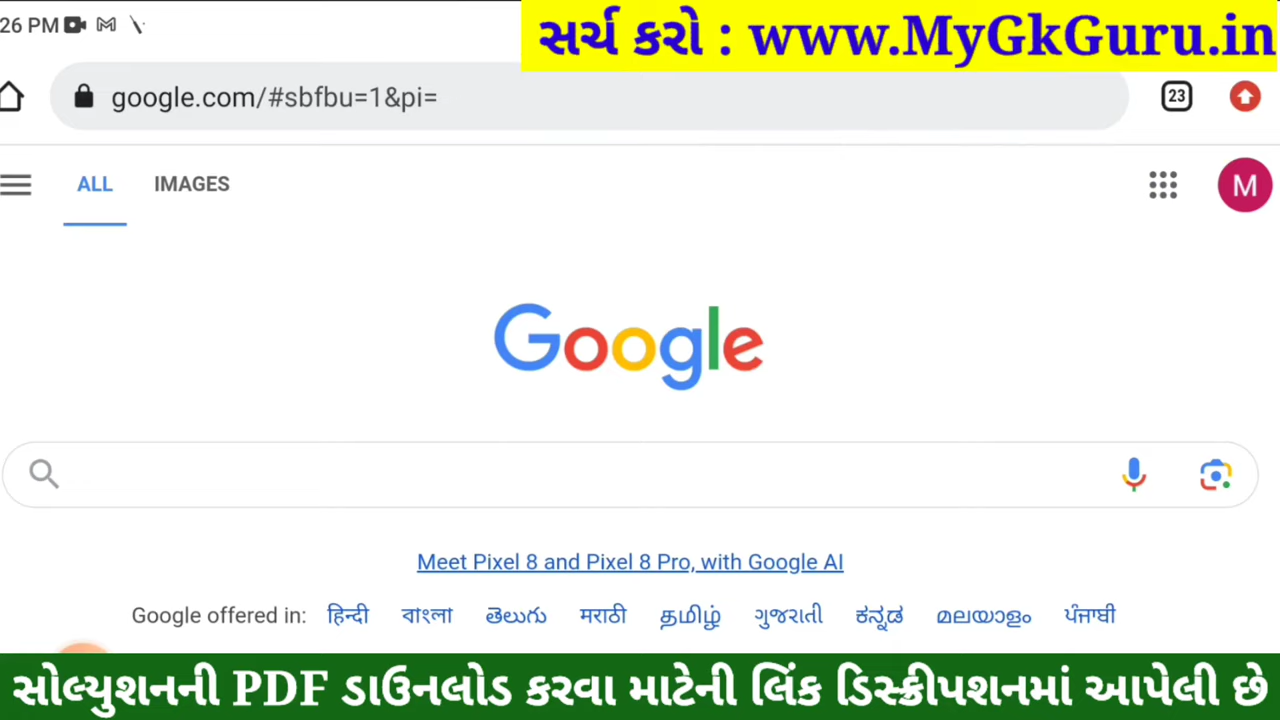 26 PM
સર્ચ કરો : www.MyGkGuru.in
google.com/#sbfbu=1&pi=
23
ALL IMAGES
M
Google
Meet Pixel 8 and Pixel 8 Pro, with Google AI
Google offered in: हिन्दी বাংলা తెలుగు मराठी தமிழ் ગુજરાતી ಕನ್ನಡ മലയാളം ਪੰਜਾਬੀ
સોલ્યુશનની PDF ડાઉનલોડ કરવા માટેની લિંક ડિસ્ક્રીપશનમાં આપેલી છે